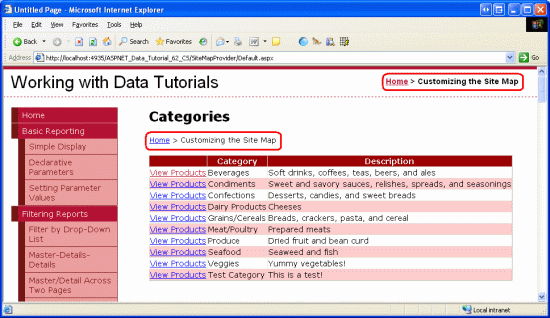 Untitled Page - Microsoft Internet Explorer
File Edit View Favorites Tools Help
Back Search Favorites
Address http://localhost:4935/ASPNET_Data_Tutorial_62_CS/SiteMapProvider/Default.aspx Go
Working with Data Tutorials
Home > Customizing the Site Map
Home
Basic Reporting
Simple Display
Declarative
Parameters
Setting Parameter
Values
Filtering Reports
Filter by Drop-Down
List
Master-Details-
Details
Master/Detail Across
Two Pages
Categories
Home > Customizing the Site Map
Category Description
View Products Beverages Soft drinks, coffees, teas, beers, and ales
View Products Condiments Sweet and savory sauces, relishes, spreads, and seasonings
View Products Confections Desserts, candies, and sweet breads
View Products Dairy Products Cheeses
View Products Grains/Cereals Breads, crackers, pasta, and cereal
View Products Meat/Poultry Prepared meats
View Products Produce Dried fruit and bean curd
View Products Seafood Seaweed and fish
View Products Veggies Yummy vegetables!
View Products Test Category This is a test!
Local intranet